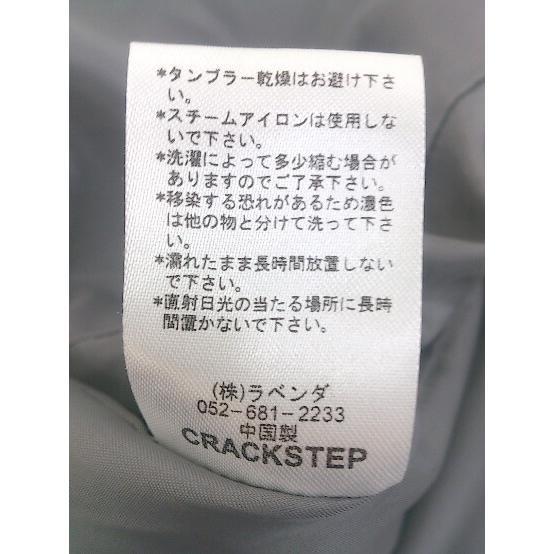 *タンブラー乾燥はお避け下さ
い。
*スチームアイロンは使用しな
いで下さい。
*洗濯によって多少縮む場合が
ありますのでご了承下さい。
*移染する恐れがあるため濃色
は他の物と分けて洗って下さ
い。
*濡れたまま長時間放置しない
で下さい。
*直射日光の当たる場所に長時
間置かないで下さい。
(株)ラベンダ
052-681-2233
中国製
CRACKSTEP